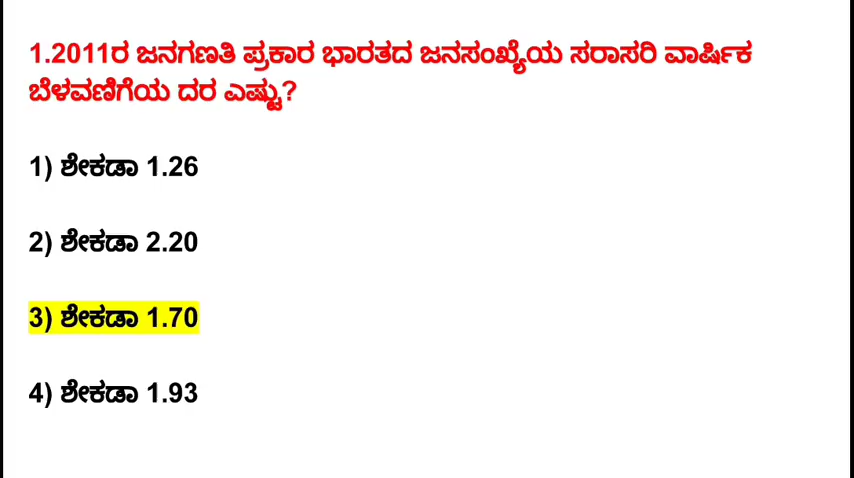 1.2011ರ ಜನಗಣತಿ ಪ್ರಕಾರ ಭಾರತದ ಜನಸಂಖ್ಯೆಯ ಸರಾಸರಿ ವಾರ್ಷಿಕ
ಬೆಳವಣಿಗೆಯ ದರ ಎಷ್ಟು?
1) ಶೇಕಡಾ 1.26
2) ಶೇಕಡಾ 2.20
3) ಶೇಕಡಾ 1.70
4) ಶೇಕಡಾ 1.93